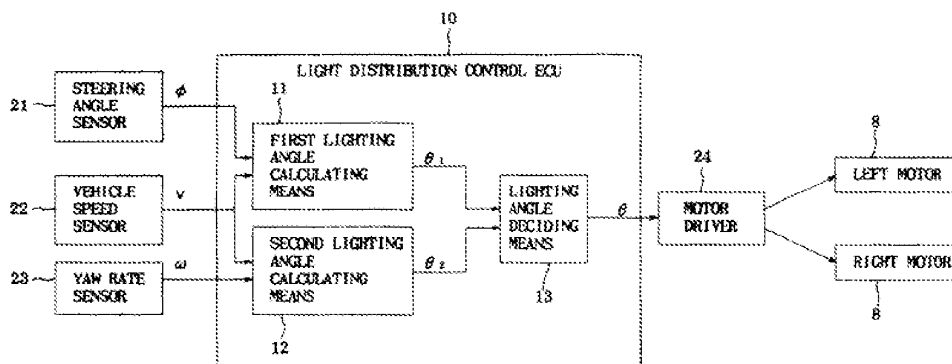 10
LIGHT DISTRIBUTION CONTROL ECU
21
STEERING
ANGLE
SENSOR
ϕ
11
FIRST LIGHTING
ANGLE
CALCULATING
MEANS
θ₁
22
VEHICLE
SPEED
SENSOR
v
23
YAW RATE
SENSOR
ω
SECOND LIGHTING
ANGLE
CALCULATING
MEANS
12
θ₂
LIGHTING
ANGLE
DECIDING
MEANS
13
θ
24
MOTOR
DRIVER
8
LEFT MOTOR
RIGHT MOTOR
8